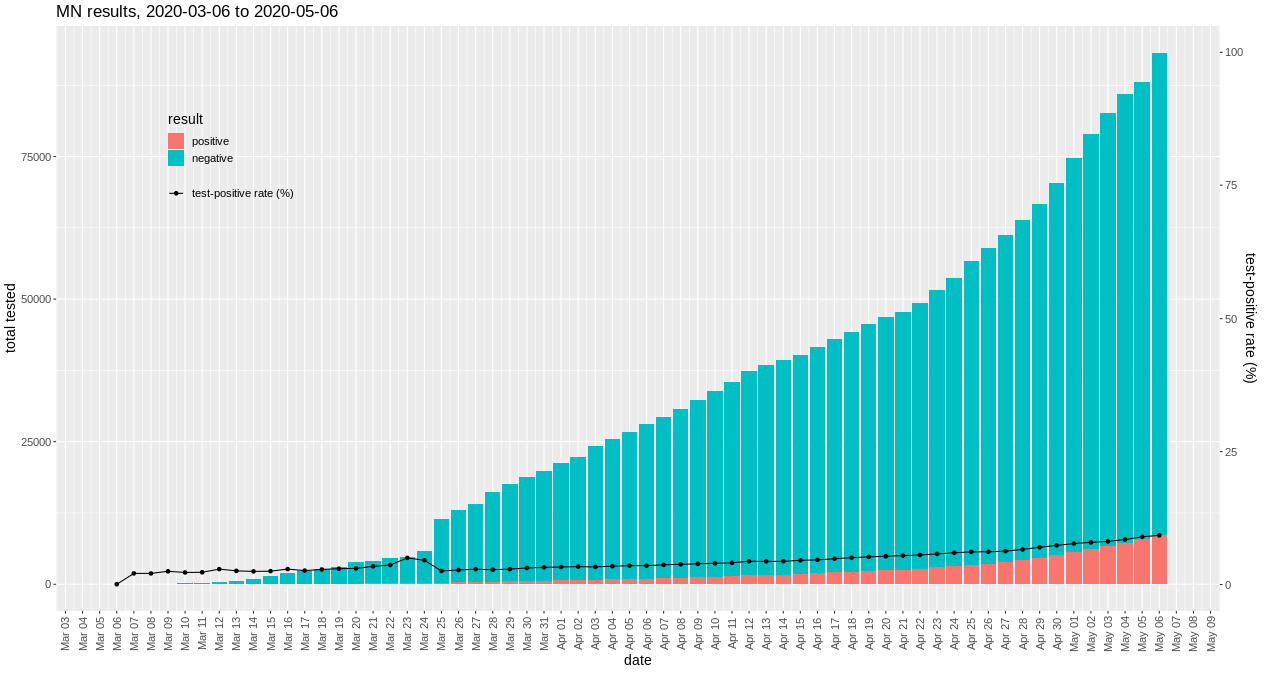 MN results, 2020-03-06 to 2020-05-06
result
positive
negative
test-positive rate (%)
total tested
75000
50000
25000
0
100
75
50
25
0
test-positive rate (%)
Mar 03
Mar 04
Mar 05
Mar 06
Mar 07
Mar 08
Mar 09
Mar 10
Mar 11
Mar 12
Mar 13
Mar 14
Mar 15
Mar 16
Mar 17
Mar 18
Mar 19
Mar 20
Mar 21
Mar 22
Mar 23
Mar 24
Mar 25
Mar 26
Mar 27
Mar 28
Mar 29
Mar 30
Mar 31
Apr 01
Apr 02
Apr 03
Apr 04
Apr 05
Apr 06
Apr 07
Apr 08
Apr 09
Apr 10
Apr 11
Apr 12
Apr 13
Apr 14
Apr 15
Apr 16
Apr 17
Apr 18
Apr 19
Apr 20
Apr 21
Apr 22
Apr 23
Apr 24
Apr 25
Apr 26
Apr 27
Apr 28
Apr 29
Apr 30
May 01
May 02
May 03
May 04
May 05
May 06
May 07
May 08
May 09
date